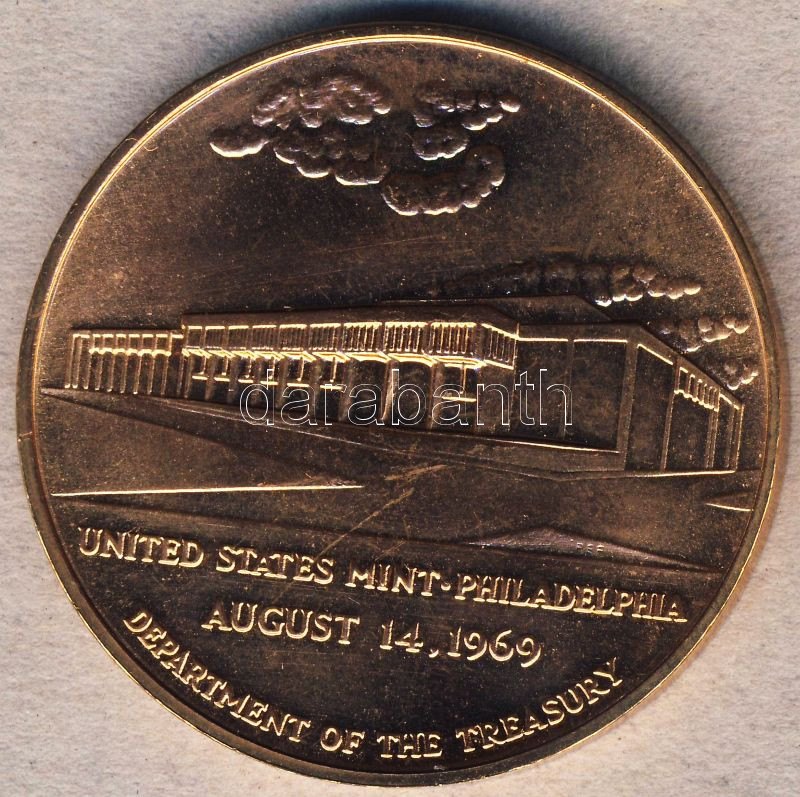 darabanth
UNITED STATES MINT·PHILADELPHIA
AUGUST 14, 1969
DEPARTMENT OF THE TREASURY